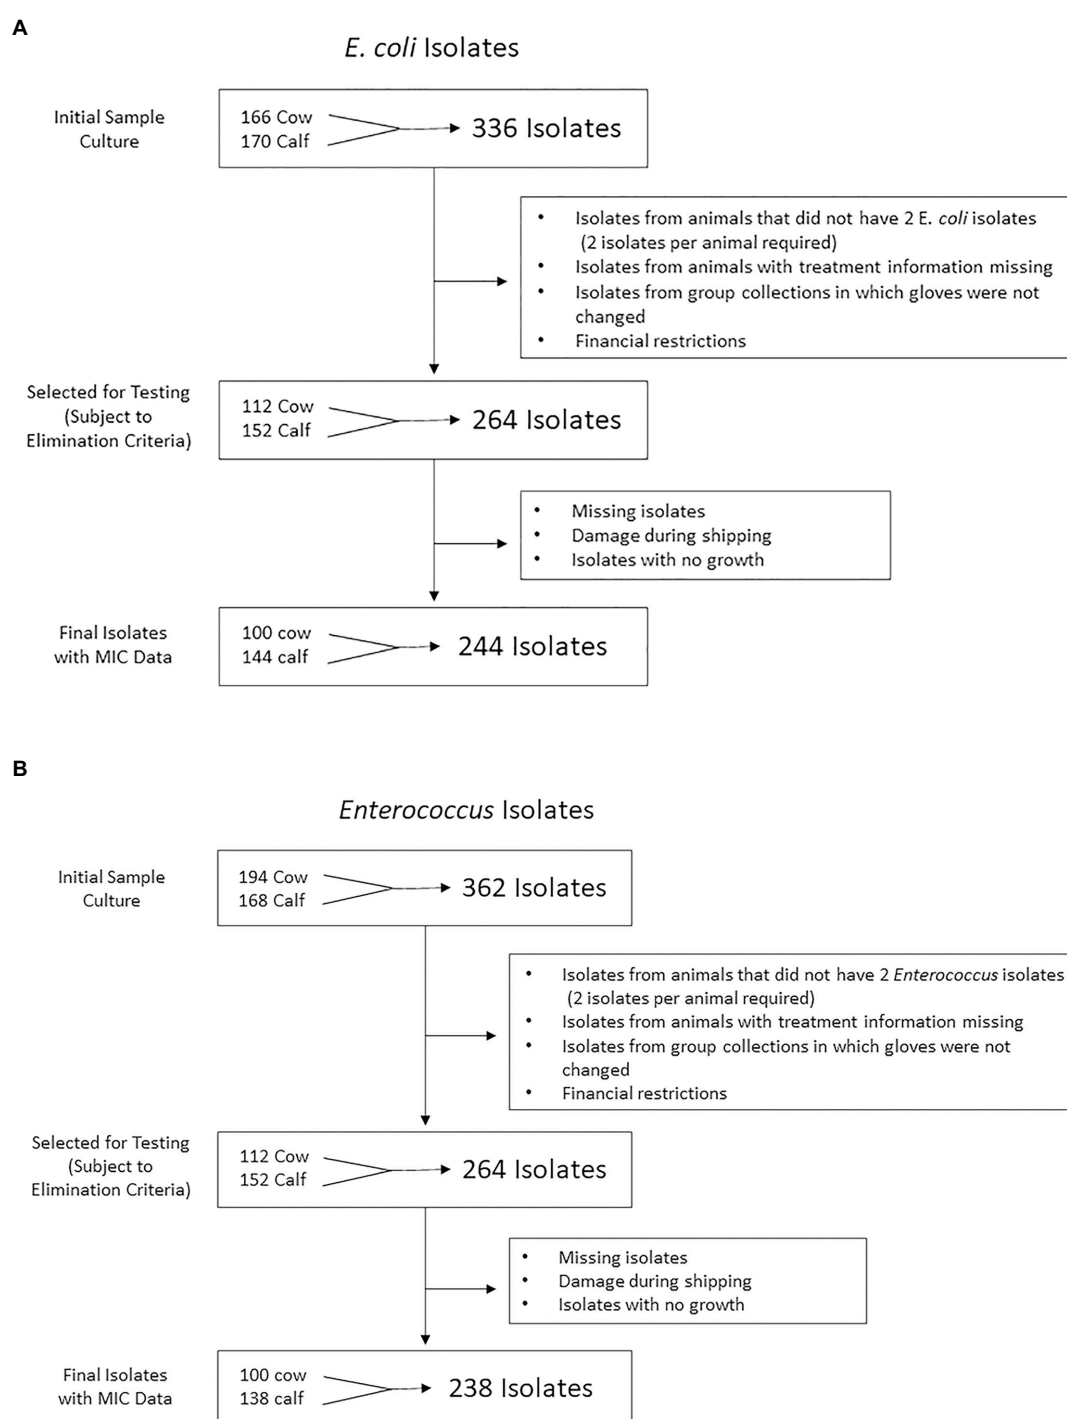 A
E. coli Isolates
Initial Sample
Culture
166 Cow
170 Calf
336 Isolates
• Isolates from animals that did not have 2 E. coli isolates
(2 isolates per animal required)
• Isolates from animals with treatment information missing
• Isolates from group collections in which gloves were not
changed
• Financial restrictions
Selected for Testing
(Subject to
Elimination Criteria)
112 Cow
152 Calf
264 Isolates
• Missing isolates
• Damage during shipping
• Isolates with no growth
Final Isolates
with MIC Data
100 cow
144 calf
244 Isolates
B
Enterococcus Isolates
Initial Sample
Culture
194 Cow
168 Calf
362 Isolates
• Isolates from animals that did not have 2 Enterococcus isolates
(2 isolates per animal required)
• Isolates from animals with treatment information missing
• Isolates from group collections in which gloves were not
changed
• Financial restrictions
Selected for Testing
(Subject to
Elimination Criteria)
112 Cow
152 Calf
264 Isolates
• Missing isolates
• Damage during shipping
• Isolates with no growth
Final Isolates
with MIC Data
100 cow
138 calf
238 Isolates